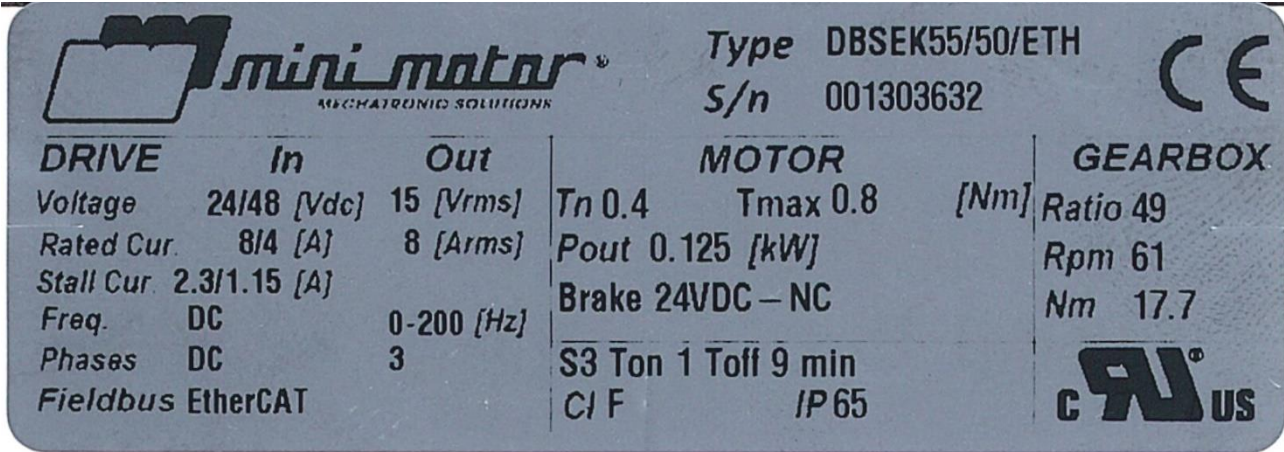 mini motor®
MECHATRONIC SOLUTIONS
Type DBSEK55/50/ETH
S/n 001303632
CE
DRIVE In Out
Voltage 24/48 [Vdc] 15 [Vrms]
Rated Cur. 8/4 [A] 8 [Arms]
Stall Cur. 2.3/1.15 [A]
Freq. DC 0-200 [Hz]
Phases DC 3
Fieldbus EtherCAT
MOTOR
Tn 0.4 Tmax 0.8 [Nm]
Pout 0.125 [kW]
Brake 24VDC – NC
S3 Ton 1 Toff 9 min
Cl F IP 65
GEARBOX
Ratio 49
Rpm 61
Nm 17.7
C RU® US